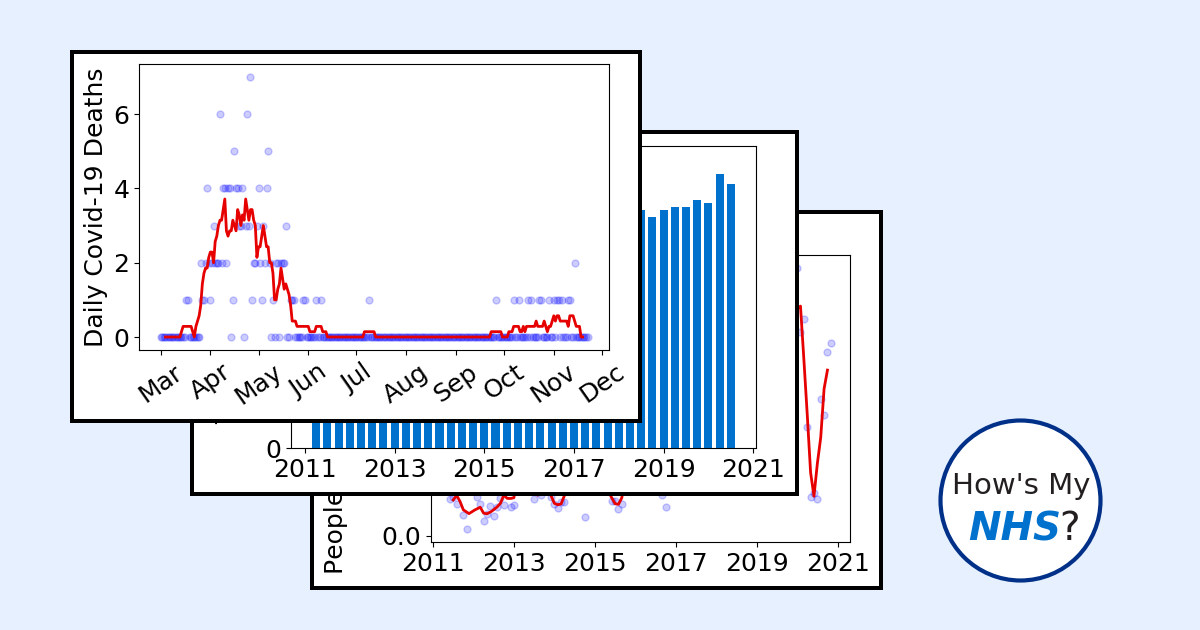 Daily Covid-19 Deaths
6
4
2
0
Mar Apr May Jun Jul Aug Sep Oct Nov Dec
0
2011 2013 2015 2017 2019 2021
People
0.0
2011 2013 2015 2017 2019 2021
How's My
NHS?